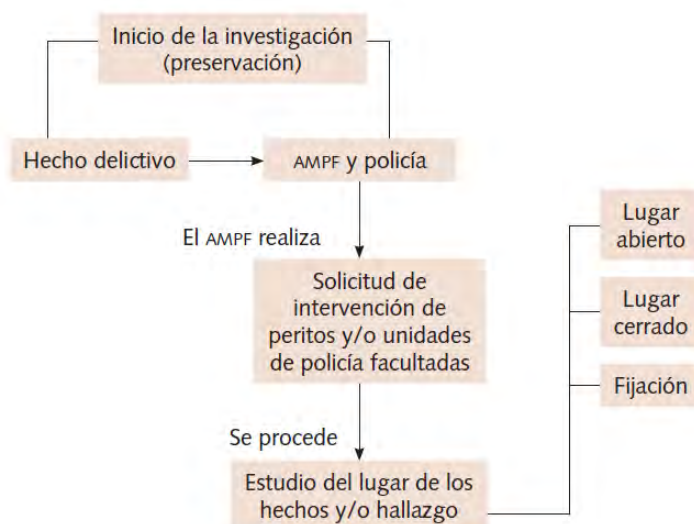 Inicio de la investigación
(preservación)
Hecho delictivo
AMPF y policía
El AMPF realiza
Solicitud de
intervención de
peritos y/o unidades
de policía facultadas
Lugar
abierto
Lugar
cerrado
Fijación
Se procede
Estudio del lugar de los
hechos y/o hallazgo